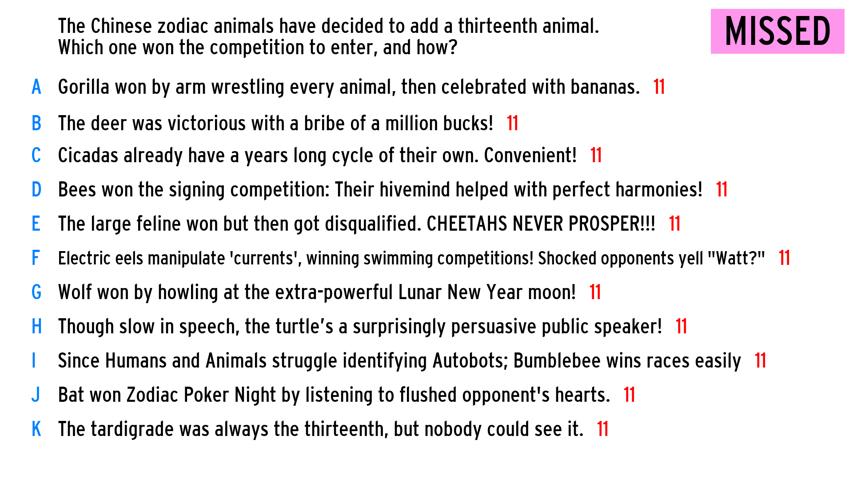 The Chinese zodiac animals have decided to add a thirteenth animal.
Which one won the competition to enter, and how?
MISSED
A Gorilla won by arm wrestling every animal, then celebrated with bananas. 11
B The deer was victorious with a bribe of a million bucks! 11
C Cicadas already have a years long cycle of their own. Convenient! 11
D Bees won the signing competition: Their hivemind helped with perfect harmonies! 11
E The large feline won but then got disqualified. CHEETAHS NEVER PROSPER!!! 11
F Electric eels manipulate 'currents', winning swimming competitions! Shocked opponents yell "Watt?" 11
G Wolf won by howling at the extra-powerful Lunar New Year moon! 11
H Though slow in speech, the turtle's a surprisingly persuasive public speaker! 11
I Since Humans and Animals struggle identifying Autobots; Bumblebee wins races easily 11
J Bat won Zodiac Poker Night by listening to flushed opponent's hearts. 11
K The tardigrade was always the thirteenth, but nobody could see it. 11